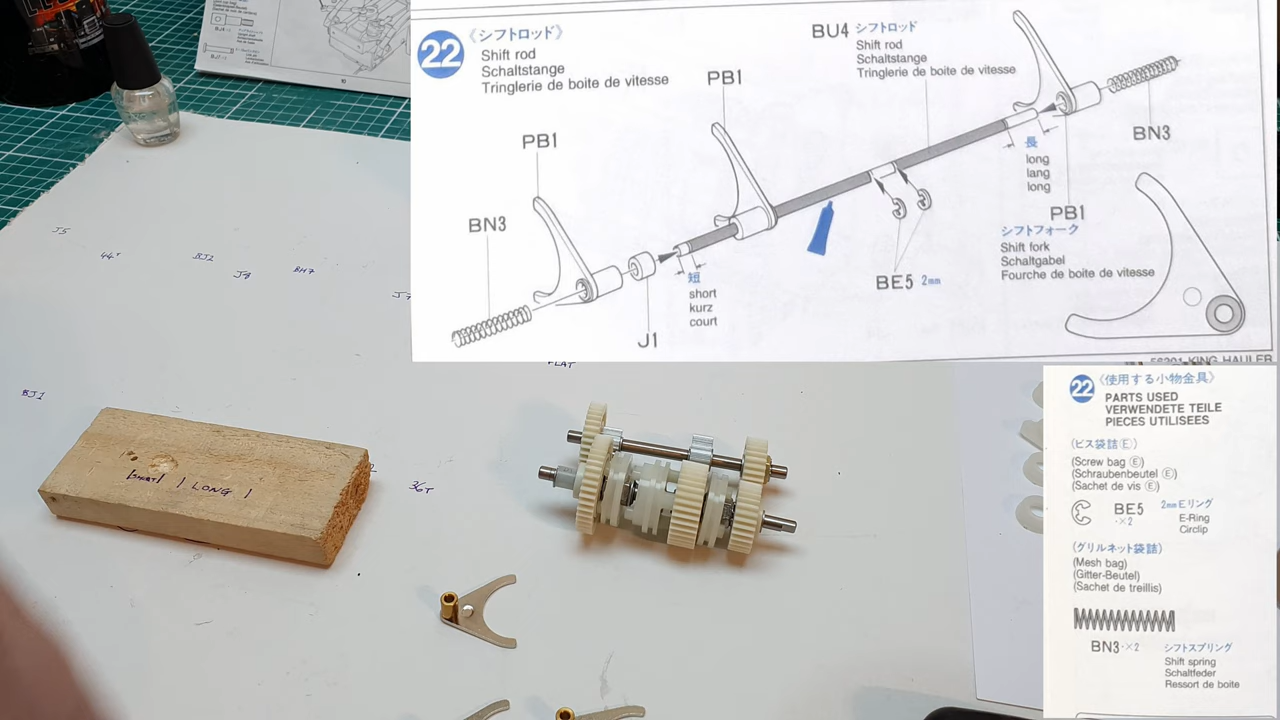 22 《シフトロッド》
Shift rod
Schaltstange
Tringlerie de boite de vitesse
BU4 シフトロッド
Shift rod
Schaltstange
Tringlerie de boite de vitesse
PB1
PB1
BN3
BN3
長
long
lang
long
PB1
シフトフォーク
Shift fork
Schaltgabel
Fourche de boite de vitesse
BE5 2mm
短
short
kurz
court
J1
56301 KING HAULER
22 《使用する小物金具》
PARTS USED
VERWENDETE TEILE
PIECES UTILISEES
(ビス袋詰Ⓔ)
(Screw bag Ⓔ)
(Schraubenbeutel Ⓔ)
(Sachet de vis Ⓔ)
BE5 2mmEリング
×2 E-Ring
Circlip
(グリルネット袋詰)
(Mesh bag)
(Gitter-Beutel)
(Sachet de treillis)
BN3 ×2 シフトスプリング
Shift spring
Schaltfeder
Ressort de boite
10
J5
44T
BJ2
BH7
FLAT
BJ1
SHORT | LONG |
36T